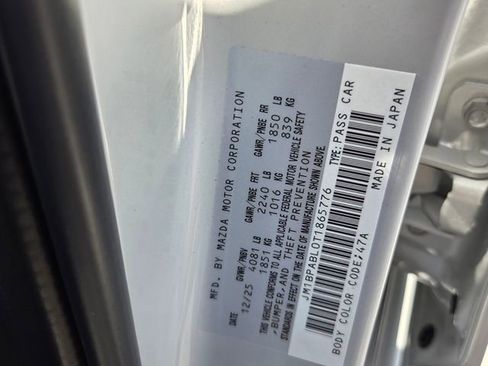 MFD. BY MAZDA MOTOR CORPORATION
DATE GVWR/PNBV GAWR/PNBE FRT GAWR/PNBE RR
12/25 4081 LB 2240 LB 1850 LB
1851 KG 1016 KG 839 KG
THIS VEHICLE CONFORMS TO ALL APPLICABLE FEDERAL MOTOR VEHICLE SAFETY
/BUMPER,AND THEFT PREVENTION
STANDARDS IN EFFECT ON THE DATE OF MANUFACTURE SHOWN ABOVE.
JM1BPABL0T1865776 TYPE:PASS CAR
BODY COLOR CODE;47A MADE IN JAPAN